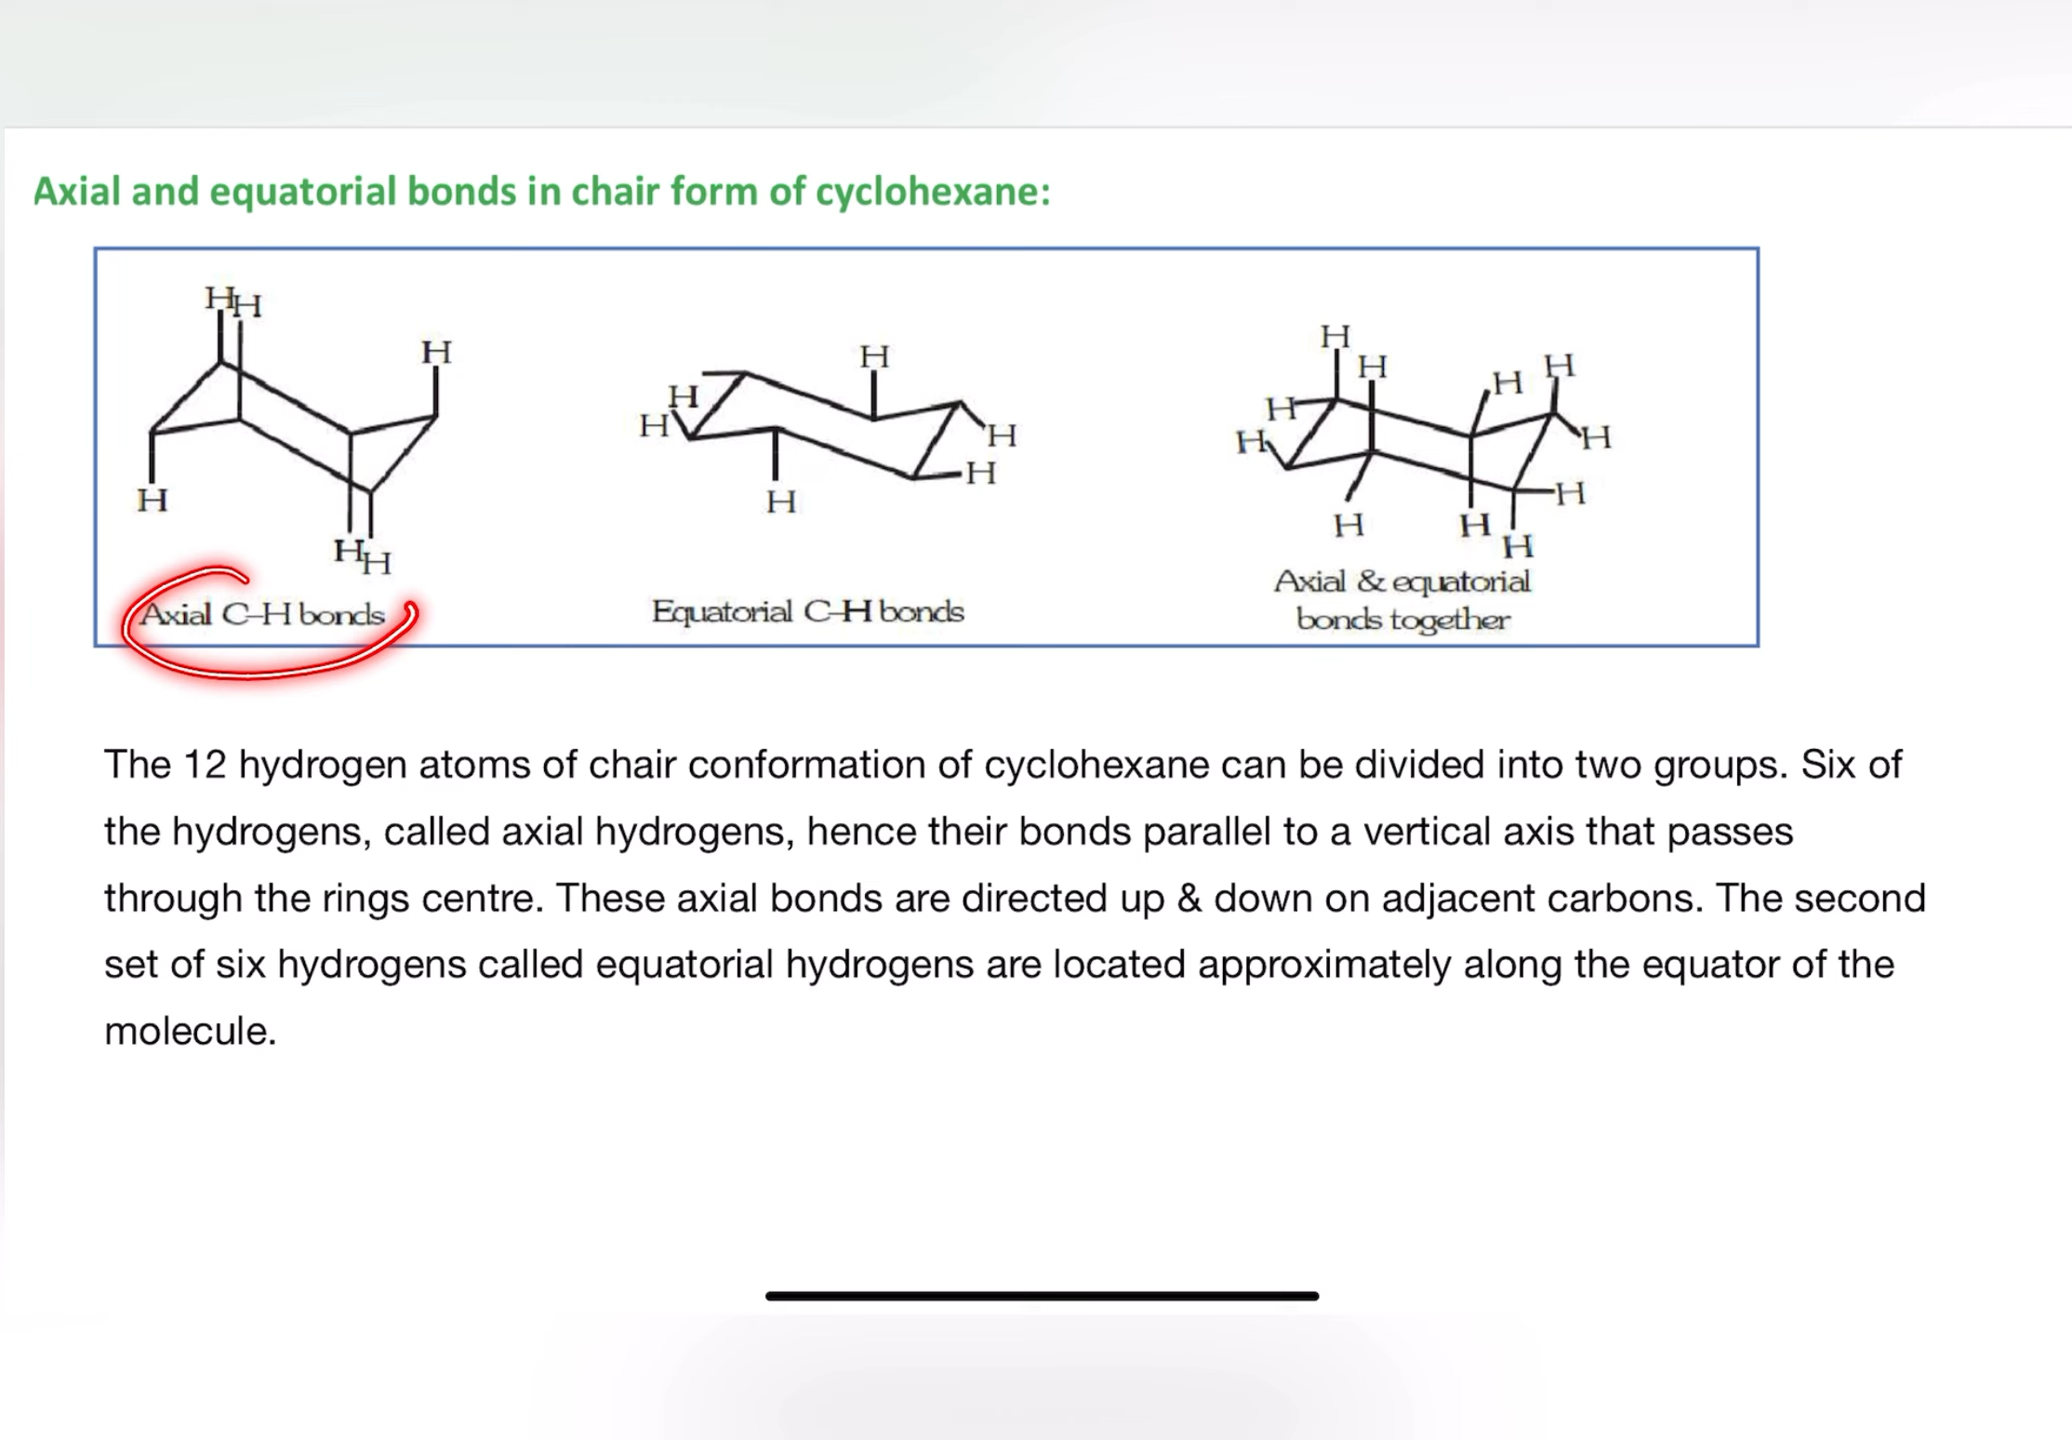 Axial and equatorial bonds in chair form of cyclohexane:
HH
H
H
HH
Axial C-H bonds
H
H
H
H
H
H
Equatorial C-H bonds
H
H
H
H
H
H
H
H
H
H
H
H
Axial & equatorial
bonds together
The 12 hydrogen atoms of chair conformation of cyclohexane can be divided into two groups. Six of
the hydrogens, called axial hydrogens, hence their bonds parallel to a vertical axis that passes
through the rings centre. These axial bonds are directed up & down on adjacent carbons. The second
set of six hydrogens called equatorial hydrogens are located approximately along the equator of the
molecule.